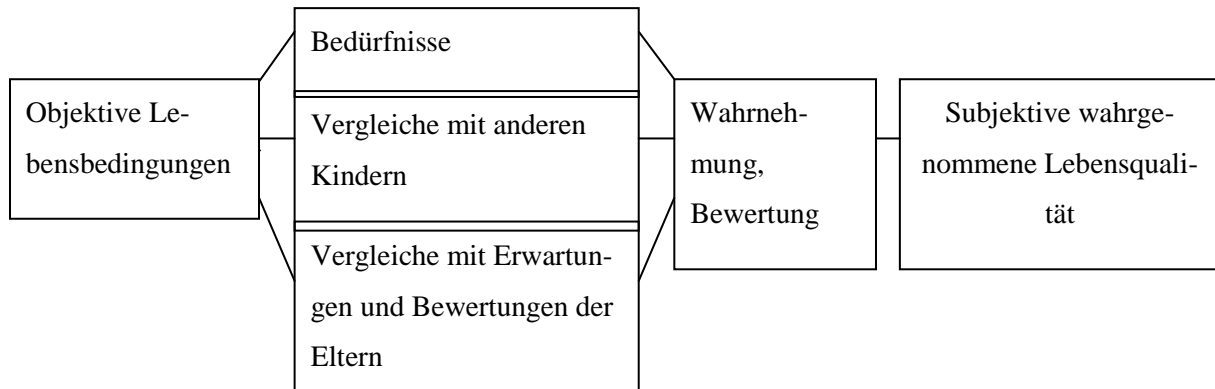 Objektive Le-
bensbedingungen
Bedürfnisse
Vergleiche mit anderen
Kindern
Vergleiche mit Erwartun-
gen und Bewertungen der
Eltern
Wahrneh-
mung,
Bewertung
Subjektive wahrge-
nommene Lebensquali-
tät